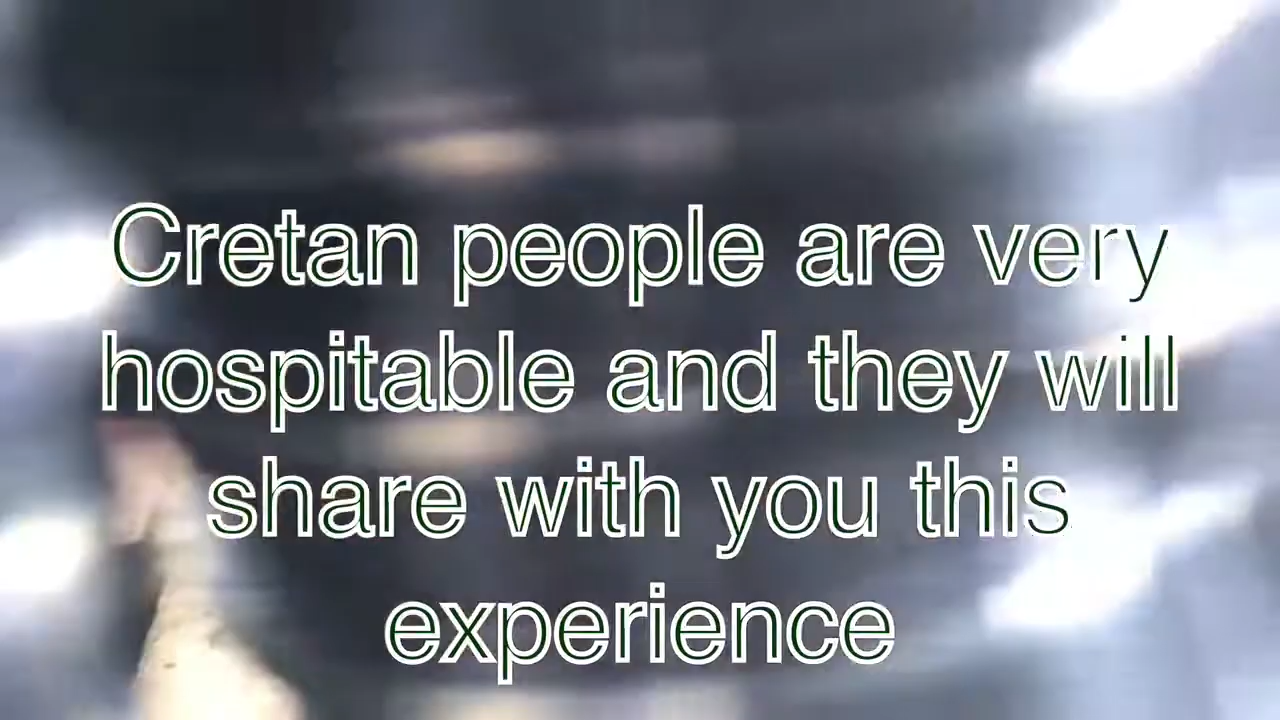 Cretan people are very
hospitable and they will
share with you this
experience